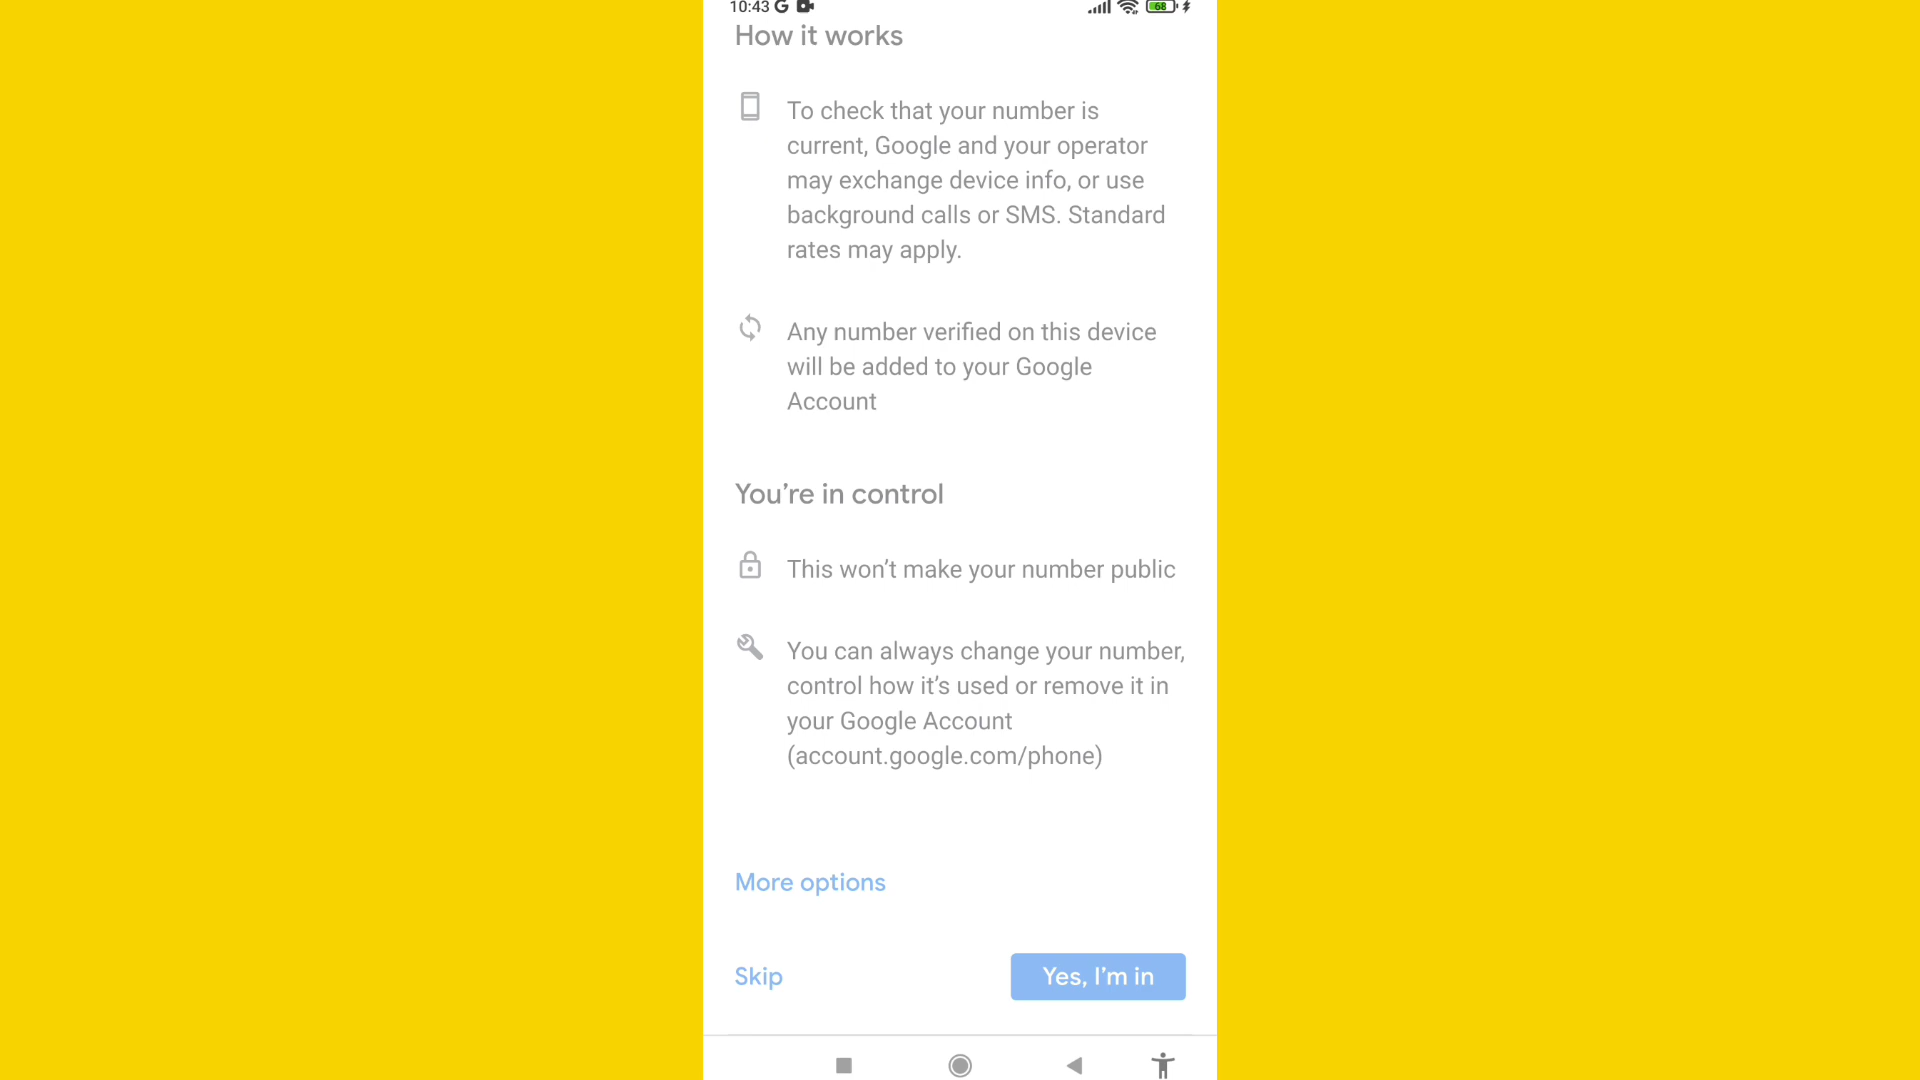 10:43 G
68
How it works
To check that your number is
current, Google and your operator
may exchange device info, or use
background calls or SMS. Standard
rates may apply.
Any number verified on this device
will be added to your Google
Account
You’re in control
This won’t make your number public
You can always change your number,
control how it’s used or remove it in
your Google Account
(account.google.com/phone)
More options
Skip
Yes, I’m in